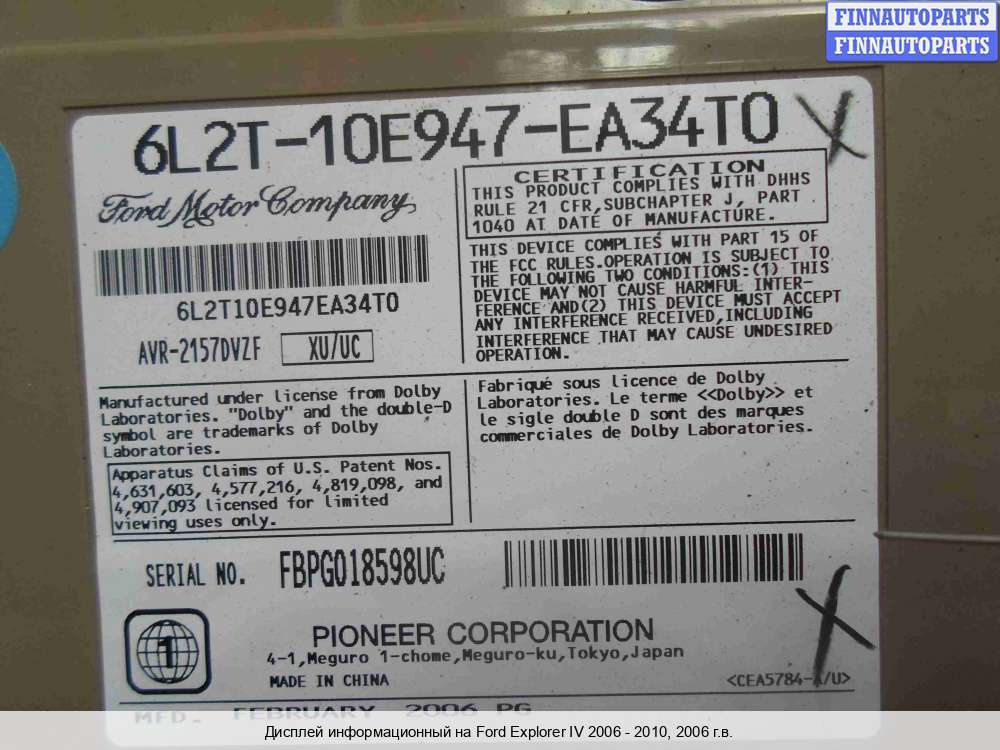 FINNAUTOPARTS
FINNAUTOPARTS
6L2T-10E947-EA34T0
Ford Motor Company
6L2T10E947EA34T0
AVR-2157DVZF XU/UC
CERTIFICATION
THIS PRODUCT COMPLIES WITH DHHS
RULE 21 CFR,SUBCHAPTER J, PART
1040 AT DATE OF MANUFACTURE.
THIS DEVICE COMPLIES WITH PART 15 OF
THE FCC RULES.OPERATION IS SUBJECT TO
THE FOLLOWING TWO CONDITIONS:(1) THIS
DEVICE MAY NOT CAUSE HARMFUL INTER-
FERENCE AND(2) THIS DEVICE MUST ACCEPT
ANY INTERFERENCE RECEIVED,INCLUDING
INTERFERENCE THAT MAY CAUSE UNDESIRED
OPERATION.
Manufactured under license from Dolby
Laboratories. "Dolby" and the double-D
symbol are trademarks of Dolby
Laboratories.
Apparatus Claims of U.S. Patent Nos.
4,631,603, 4,577,216, 4,819,098, and
4,907,093 licensed for limited
viewing uses only.
Fabriqué sous licence de Dolby
Laboratories. Le terme <<Dolby>> et
le sigle double D sont des marques
commerciales de Dolby Laboratories.
SERIAL NO. FBPG018598UC
1
PIONEER CORPORATION
4-1,Meguro 1-chome,Meguro-ku,Tokyo,Japan
MADE IN CHINA
<CEA5784-A/U>
MFD. FEBRUARY 2006 PG
Дисплей информационный на Ford Explorer IV 2006 - 2010, 2006 г.в.